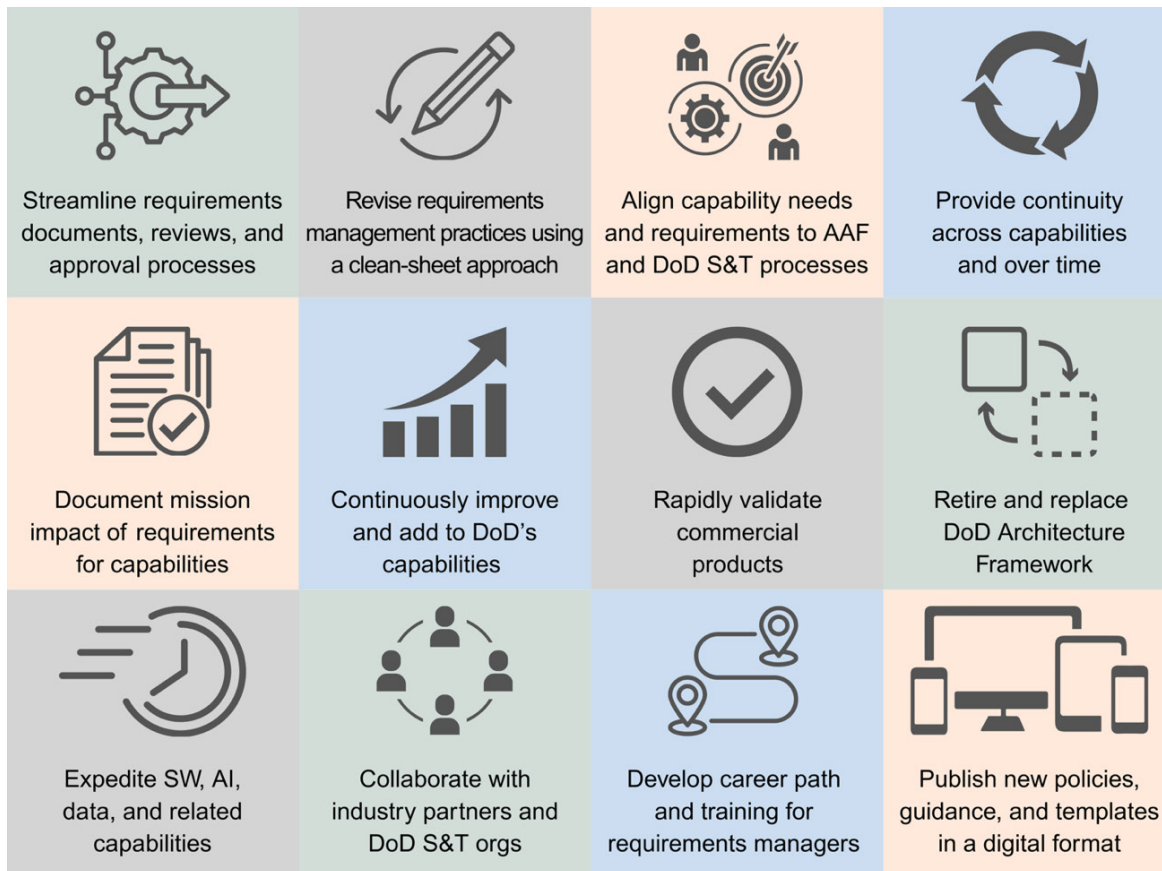 Streamline requirements
documents, reviews, and
approval processes
Revise requirements
management practices using
a clean-sheet approach
Align capability needs
and requirements to AAF
and DoD S&T processes
Provide continuity
across capabilities
and over time
Document mission
impact of requirements
for capabilities
Continuously improve
and add to DoD’s
capabilities
Rapidly validate
commercial
products
Retire and replace
DoD Architecture
Framework
Expedite SW, AI,
data, and related
capabilities
Collaborate with
industry partners and
DoD S&T orgs
Develop career path
and training for
requirements managers
Publish new policies,
guidance, and templates
in a digital format